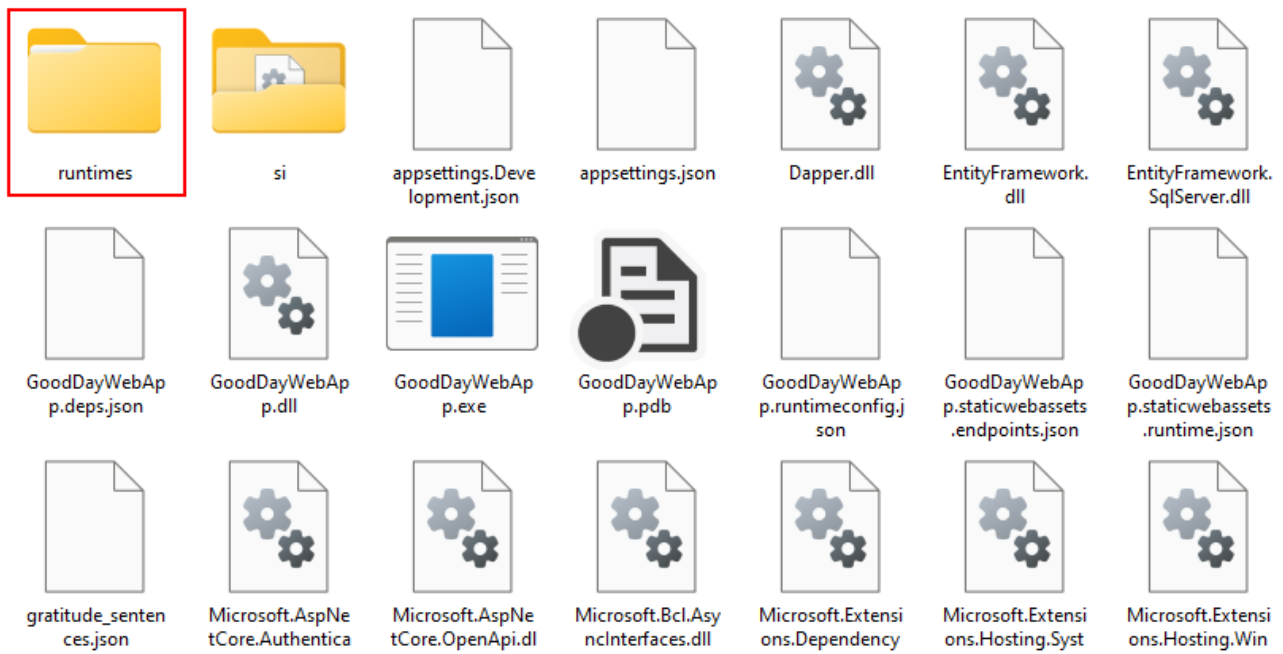 runtimes
si
appsettings.Deve
lopment.json
appsettings.json
Dapper.dll
EntityFramework.
dll
EntityFramework.
SqlServer.dll
GoodDayWebAp
p.deps.json
GoodDayWebAp
p.dll
GoodDayWebAp
p.exe
GoodDayWebAp
p.pdb
GoodDayWebAp
p.runtimeconfig.j
son
GoodDayWebAp
p.staticwebassets
.endpoints.json
GoodDayWebAp
p.staticwebassets
.runtime.json
gratitude_senten
ces.json
Microsoft.AspNe
tCore.Authentica
Microsoft.AspNe
tCore.OpenApi.dl
Microsoft.Bcl.Asy
ncInterfaces.dll
Microsoft.Extensi
ons.Dependency
Microsoft.Extensi
ons.Hosting.Syst
Microsoft.Extensi
ons.Hosting.Win